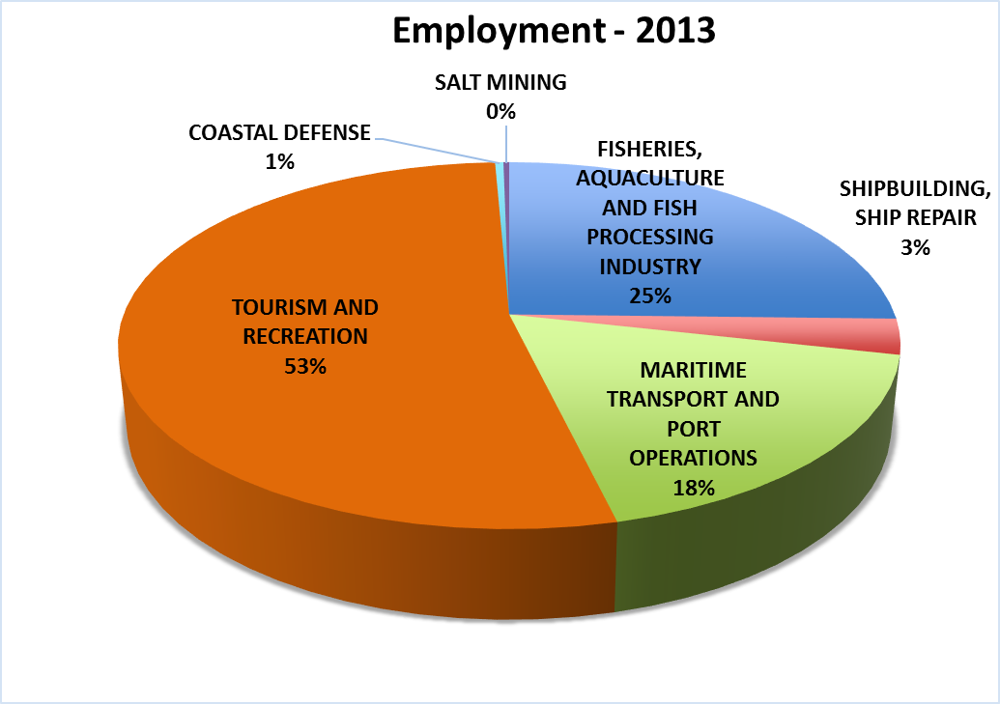 Employment - 2013
SALT MINING
0%
COASTAL DEFENSE
1%
FISHERIES,
AQUACULTURE
AND FISH
PROCESSING
INDUSTRY
25%
SHIPBUILDING,
SHIP REPAIR
3%
TOURISM AND
RECREATION
53%
MARITIME
TRANSPORT AND
PORT
OPERATIONS
18%